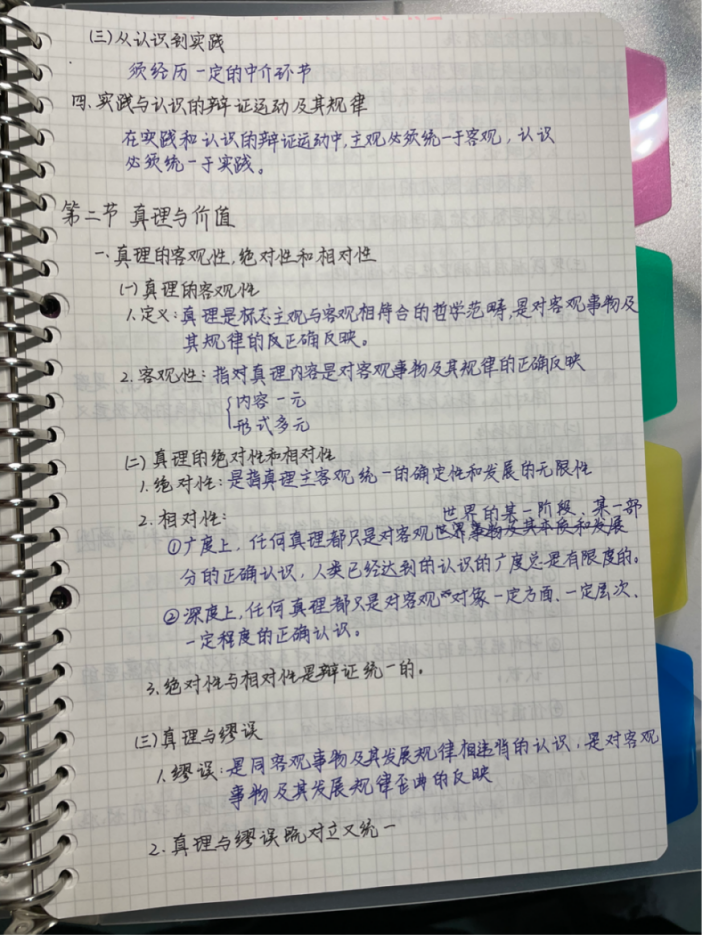 (三)从认识到实践
须经历一定的中介环节
四.实践与认识的辩证运动及其规律
在实践和认识的辩证运动中,主观必须统一于客观,认识
必须统一于实践。
第二节 真理与价值
一.真理的客观性,绝对性和相对性
(一)真理的客观性
1.定义:真理是标志主观与客观相符合的哲学范畴,是对客观事物及
其规律的正确反映。
2.客观性:指对真理内容是对客观事物及其规律的正确反映
内容一元
形式多元
(二)真理的绝对性和相对性
1.绝对性:是指真理主客观统一的确定性和发展的无限性
2.相对性:
世界的某一阶段、某一部
①广度上,任何真理都只是对客观世界事物及其本质和发展
分的正确认识,人类已经达到的认识的广度总是有限度的。
②深度上,任何真理都只是对客观对象一定方面、一定层次、
一定程度的正确认识。
3.绝对性与相对性是辩证统一的。
(三)真理与缪误
1.缪误:是同客观事物及其发展规律相违背的认识,是对客观
事物及其发展规律歪曲的反映
2.真理与缪误既对立又统一